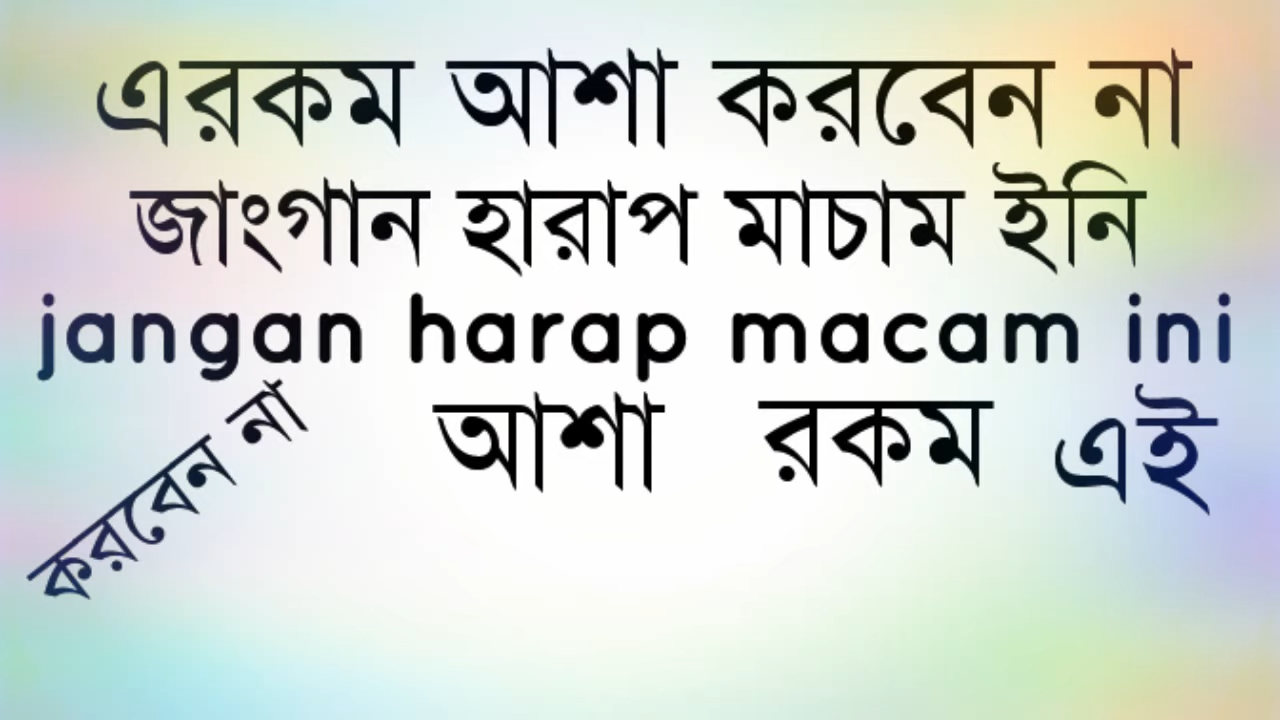 এরকম আশা করবেন না
জাংগান হারাপ মাচাম ইনি
jangan harap macam ini
করবেন না আশা রকম এই